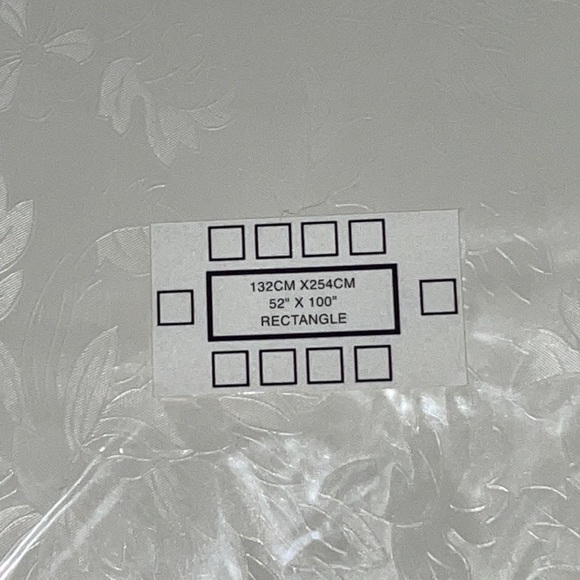 132CM X254CM
52" X 100"
RECTANGLE